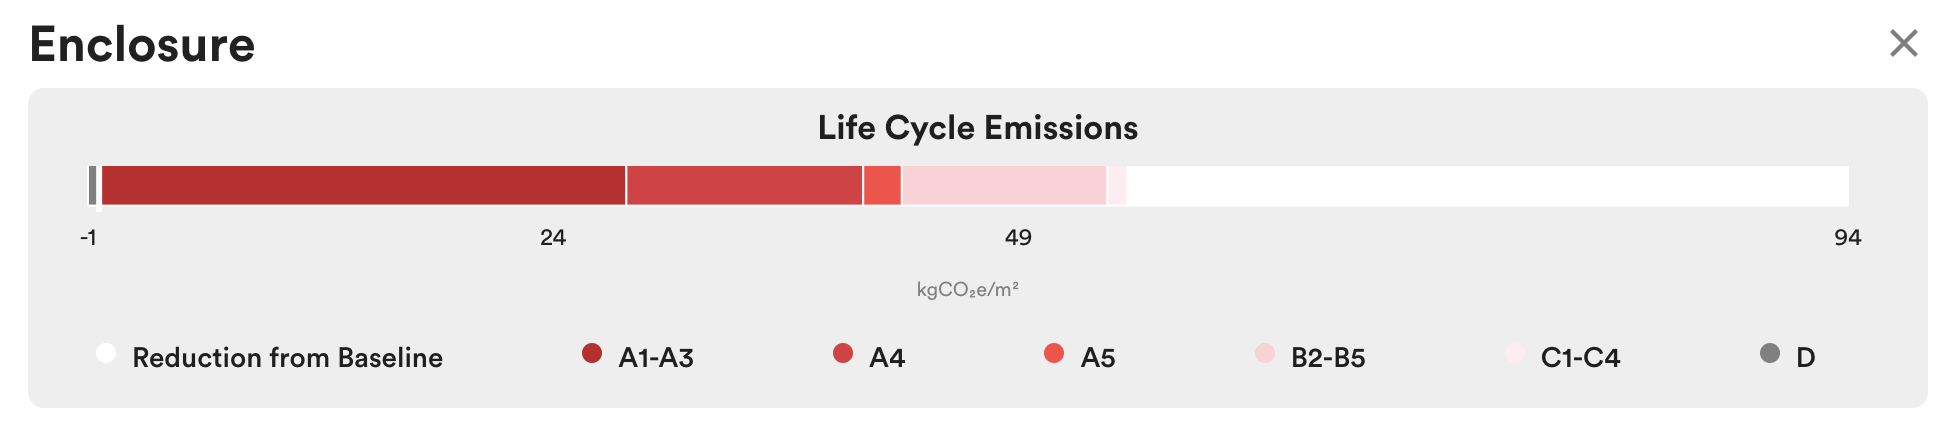 Enclosure
Life Cycle Emissions
-1 24 49 94
kgCO₂e/m²
Reduction from Baseline A1-A3 A4 A5 B2-B5 C1-C4 D